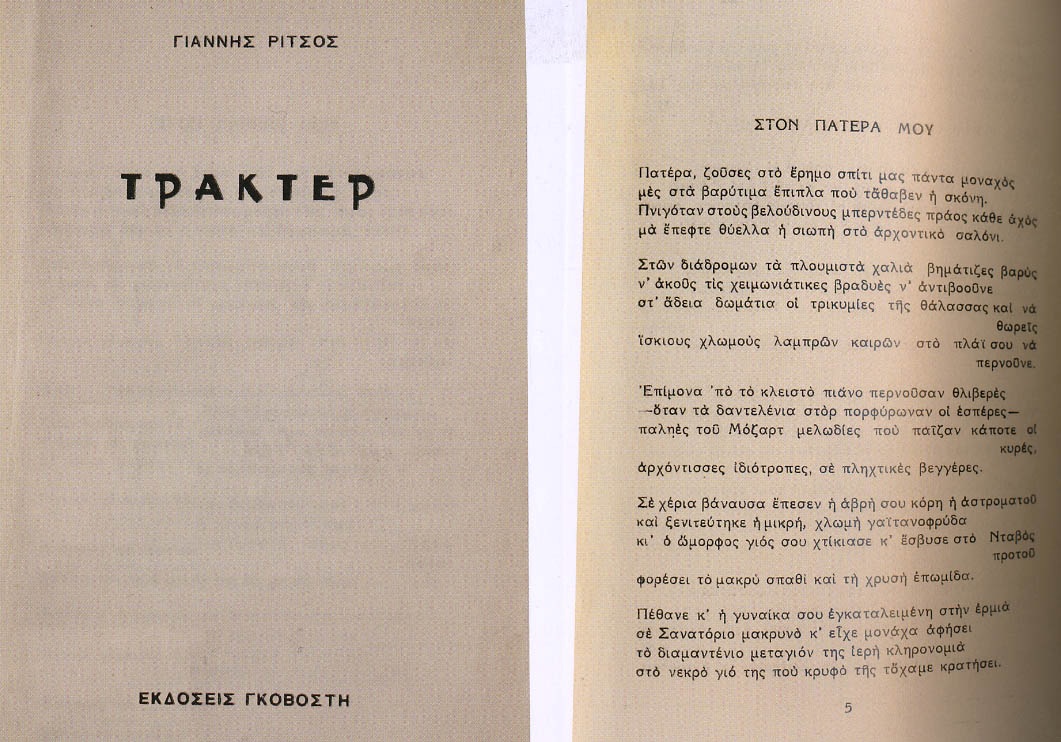 ΓΙΑΝΝΗΣ ΡΙΤΣΟΣ
ΤΡΑΚΤΕΡ
ΕΚΔΟΣΕΙΣ ΓΚΟΒΟΣΤΗ
ΣΤΟΝ ΠΑΤΕΡΑ ΜΟΥ
Πατέρα, ζοῦσες στὸ ἔρημο σπίτι μας πάντα μοναχὸς
μὲς στὰ βαρύτιμα ἔπιπλα ποὺ τἄθαβεν ἡ σκόνη.
Πνιγόταν στοὺς βελούδινους μπερντέδες πράος κάθε ἀχὸς
μὰ ἔπεφτε θύελλα ἡ σιωπὴ στὸ ἀρχοντικὸ σαλόνι.
Στῶν διάδρομων τὰ πλουμιστὰ χαλιὰ βημάτιζες βαρὺς
ν' ἀκοῦς τὶς χειμωνιάτικες βραδυὲς ν' ἀντιβοοῦνε
στ' ἄδεια δωμάτια οἱ τρικυμίες τῆς θάλασσας καὶ νὰ
θωρεῖς
ἴσκιους χλωμοὺς λαμπρῶν καιρῶν στὸ πλάϊ σου νὰ
περνοῦνε.
Ἐπίμονα 'πὸ τὸ κλειστὸ πιάνο περνοῦσαν θλιβερὲς
—ὅταν τὰ δαντελένια στὸρ πορφύρωναν οἱ ἑσπέρες—
παληὲς τοῦ Μόζαρτ μελωδίες ποὺ παῖζαν κάποτε οἱ
κυρές,
ἀρχόντισσες ἰδιότροπες, σὲ πληχτικὲς βεγγέρες.
Σὲ χέρια βάναυσα ἔπεσεν ἡ ἁβρή σου κόρη ἡ ἀστροματοῦ
καὶ ξενιτεύτηκε ἡ μικρή, χλωμὴ γαϊτανοφρύδα
κι' ὁ ὤμορφος γιός σου χτίκιασε κ' ἔσβυσε στὸ Νταβὸς
προτοῦ
φορέσει τὸ μακρὺ σπαθὶ καὶ τὴ χρυσὴ ἐπωμίδα.
Πέθανε κ' ἡ γυναίκα σου ἐγκαταλειμένη στὴν ἐρμιὰ
σὲ Σανατόριο μακρυνὸ κ' εἶχε μονάχα ἀφήσει
τὸ διαμαντένιο μεταγιόν της ἱερὴ κληρονομιὰ
στὸ νεκρὸ γιό της ποὺ κρυφὸ τῆς τὄχαμε κρατήσει.
5